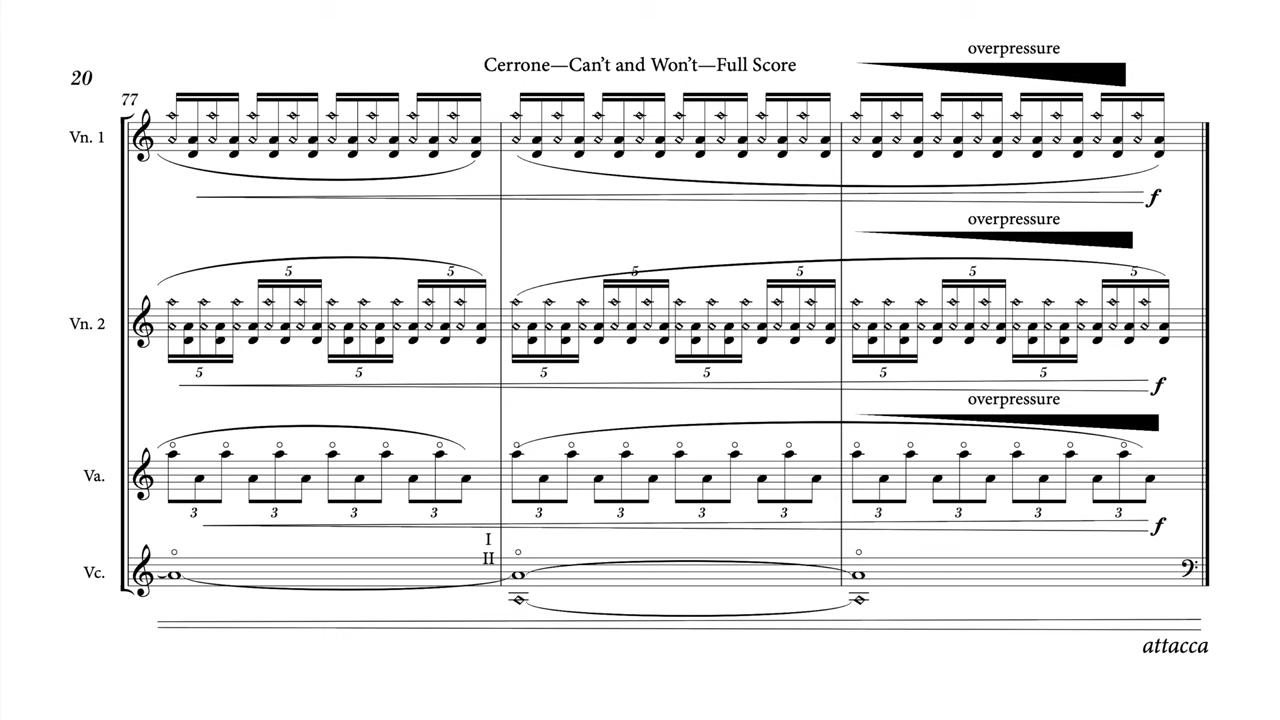 overpressure
Cerrone—Can't and Won't—Full Score
20
77
Vn. 1
f
overpressure
5 5 5 5 5 5
Vn. 2
5 5 5 5 5 5
f
overpressure
Va.
3 3 3 3 3 3 3 3 3 3 3 3
f
I
II
Vc.
attacca